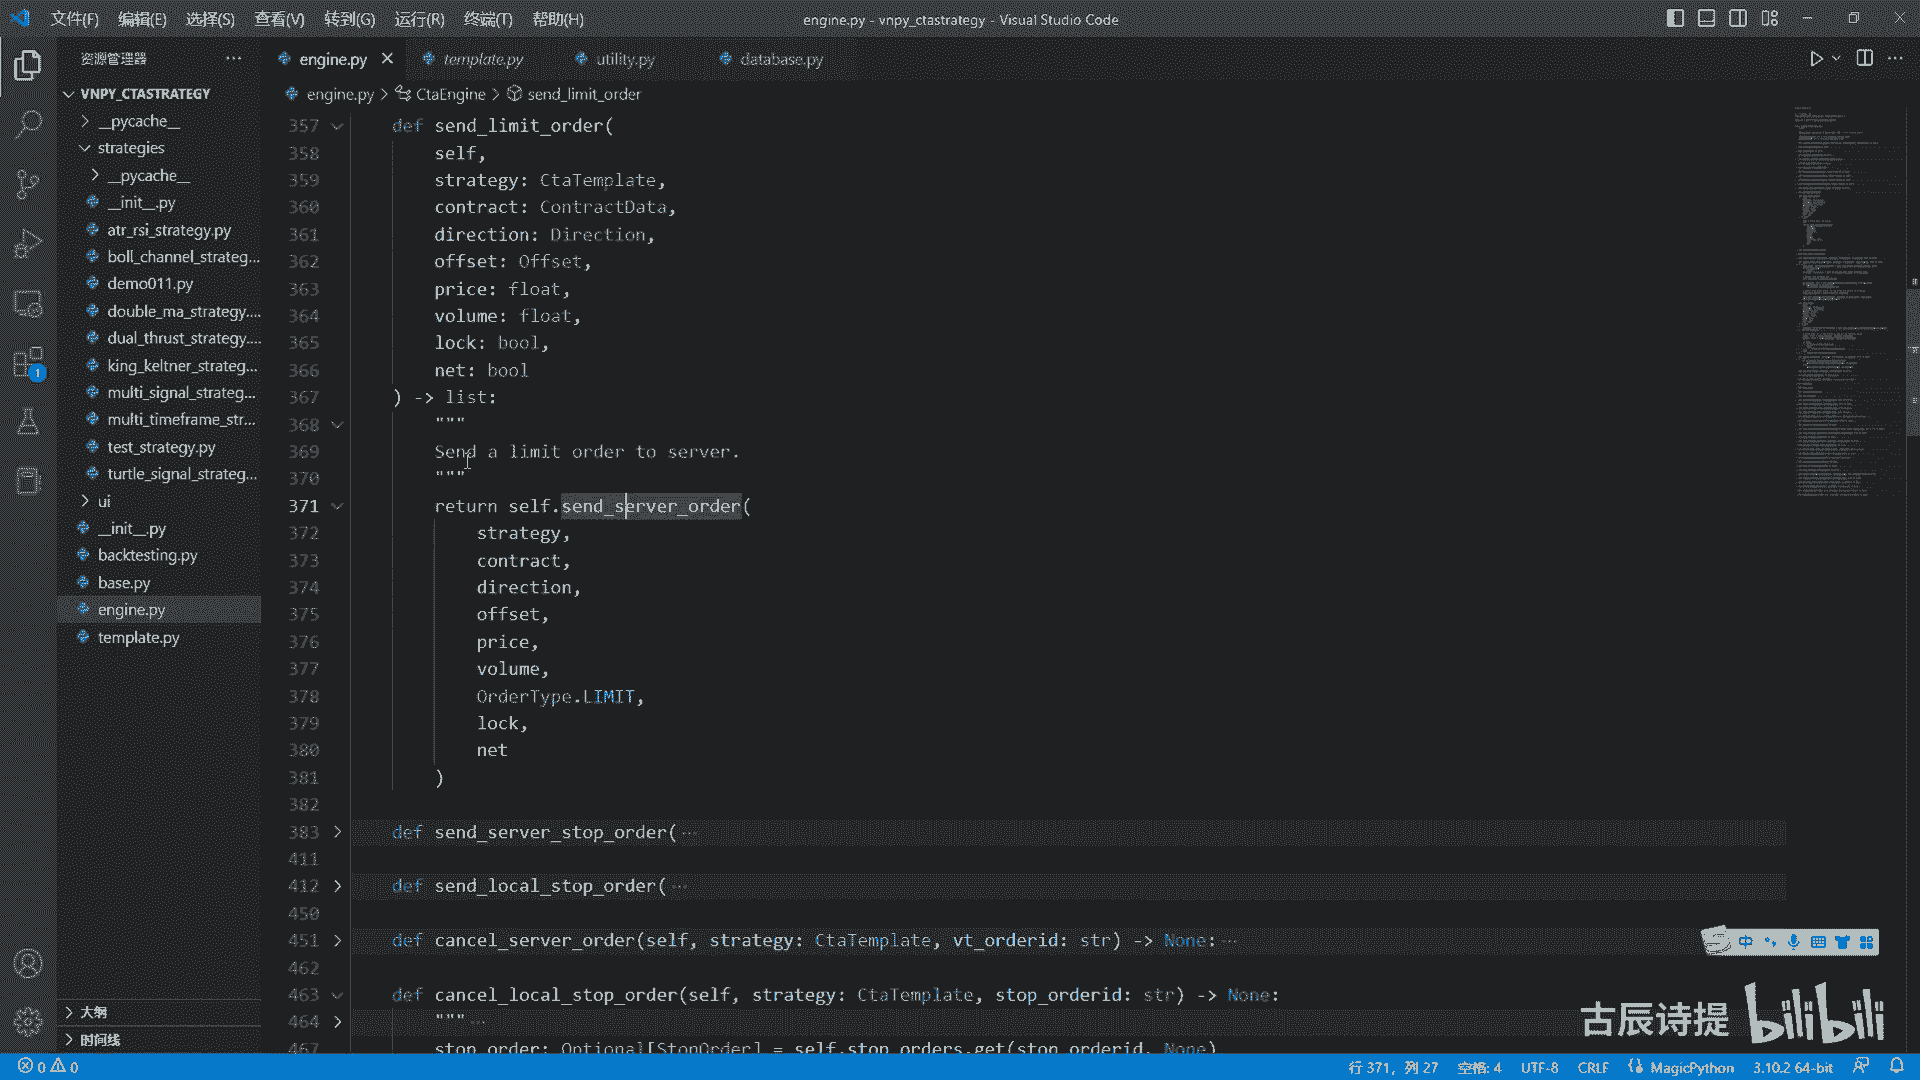 文件(F) 编辑(E) 选择(S) 查看(V) 转到(G) 运行(R) 终端(T) 帮助(H)
engine.py - vnpy_ctastrategy - Visual Studio Code
资源管理器 ···
VNPY_CTASTRATEGY
__pycache__
strategies
__pycache__
__init__.py
atr_rsi_strategy.py
boll_channel_strateg...
demo011.py
double_ma_strategy....
dual_thrust_strategy....
king_keltner_strateg...
multi_signal_strateg...
multi_timeframe_str...
test_strategy.py
turtle_signal_strateg...
ui
__init__.py
backtesting.py
base.py
engine.py
template.py
大纲
时间线
1
engine.py template.py utility.py database.py
engine.py > CtaEngine > send_limit_order
357 def send_limit_order(
358 self,
359 strategy: CtaTemplate,
360 contract: ContractData,
361 direction: Direction,
362 offset: Offset,
363 price: float,
364 volume: float,
365 lock: bool,
366 net: bool
367 ) -> list:
368 """
369 Send a limit order to server.
370 """
371 return self.send_server_order(
372 strategy,
373 contract,
374 direction,
375 offset,
376 price,
377 volume,
378 OrderType.LIMIT,
379 lock,
380 net
381 )
382
383 def send_server_stop_order(···
411
412 def send_local_stop_order(···
450
451 def cancel_server_order(self, strategy: CtaTemplate, vt_orderid: str) -> None:···
462
463 def cancel_local_stop_order(self, strategy: CtaTemplate, stop_orderid: str) -> None:
464 """···
467 stop_order: Optional[StopOrder] = self.stop_orders.get(stop_orderid, None)
中
古辰诗提 bilibili
0 0 行 371, 列 27 空格: 4 UTF-8 CRLF MagicPython 3.10.2 64-bit